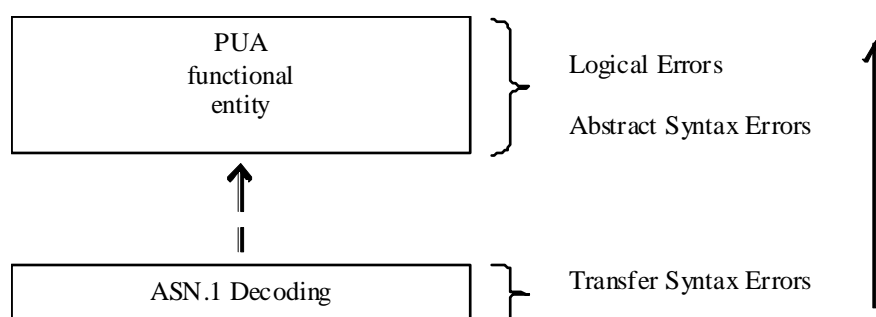 PUA
functional
entity
Logical Errors
Abstract Syntax Errors
ASN.1 Decoding
Transfer Syntax Errors